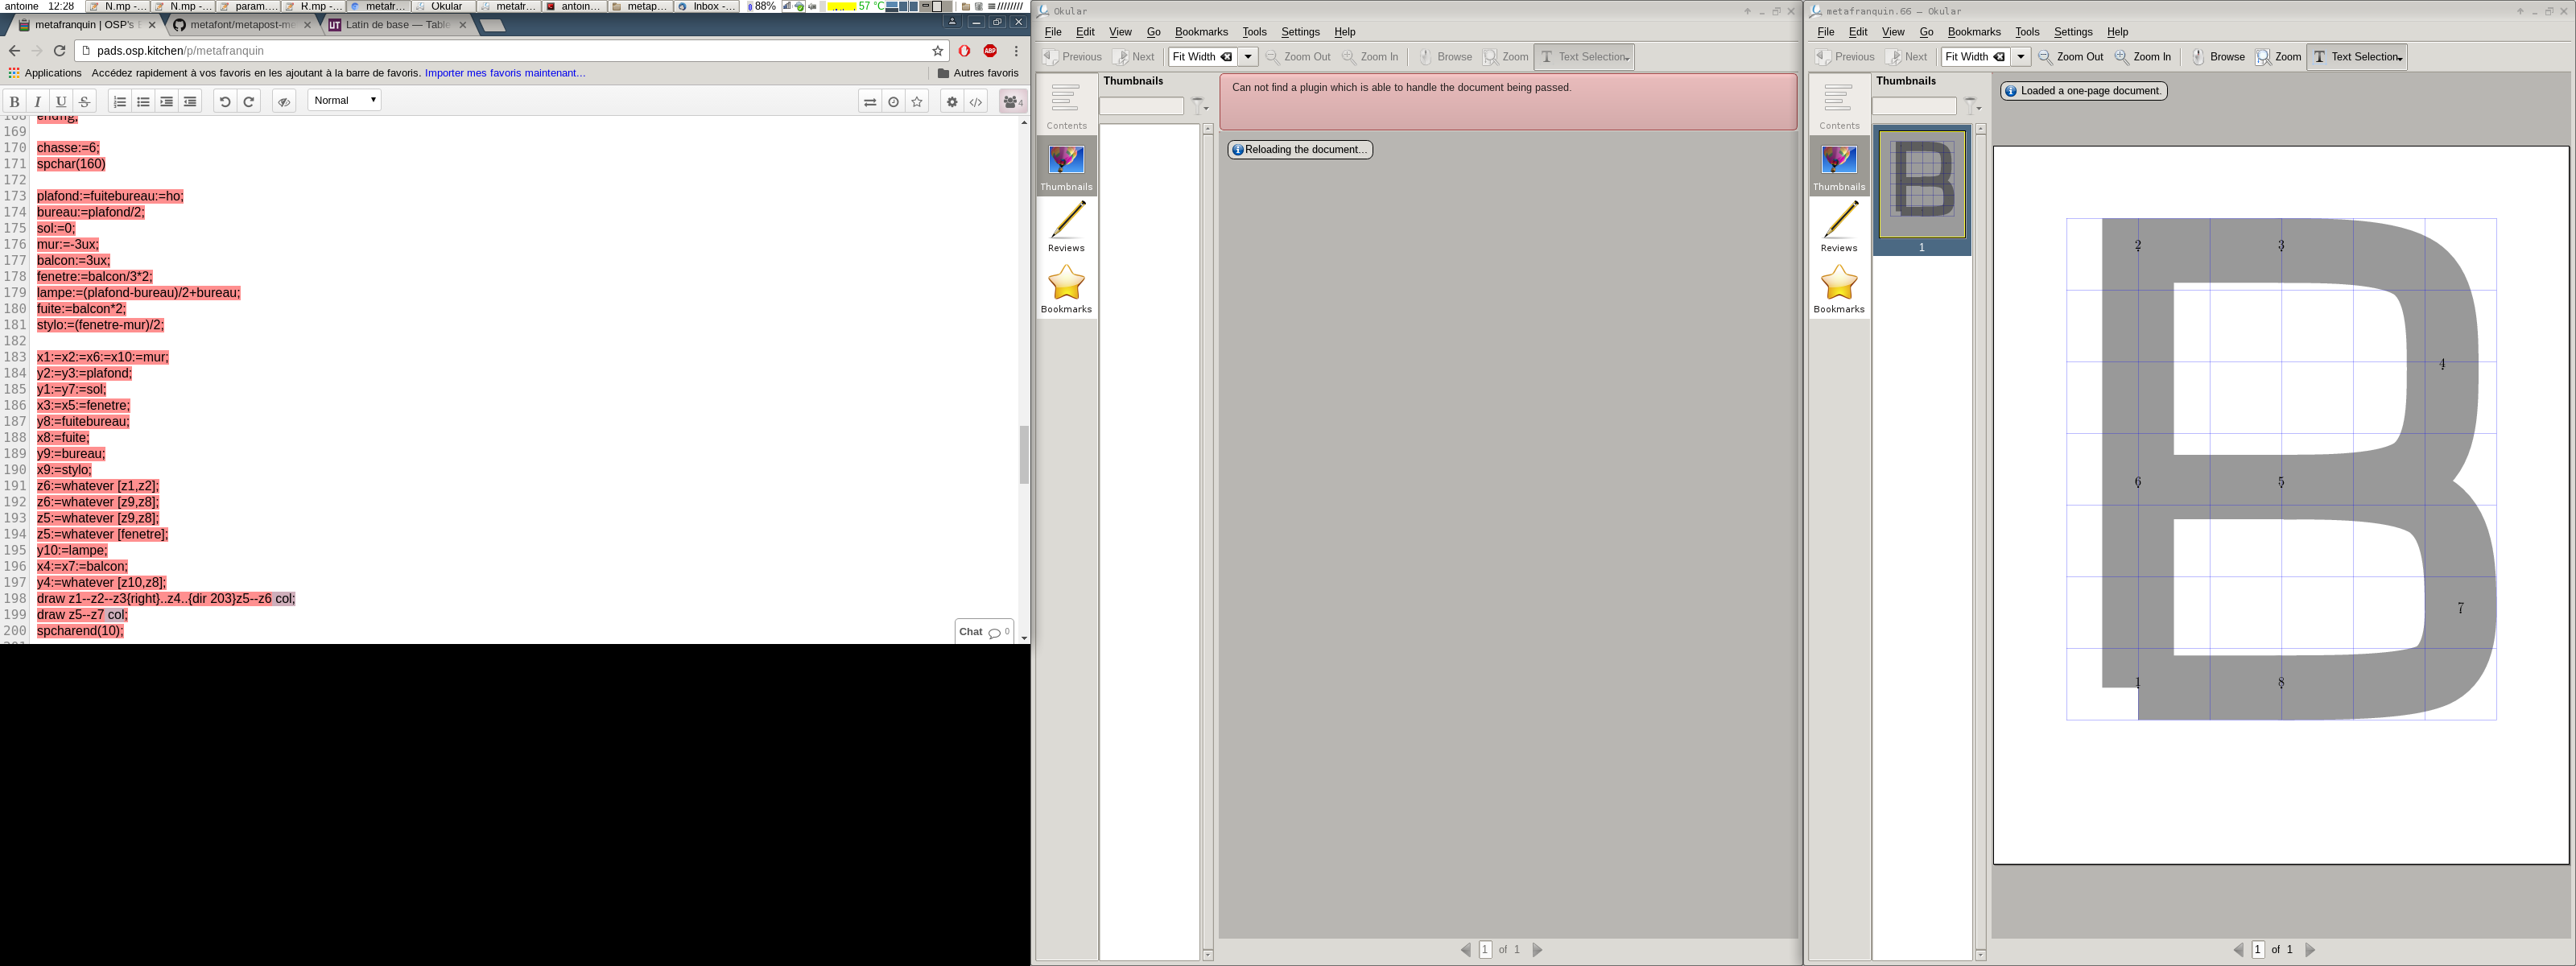 antoine 12:28 N.mp -... N.mp -... param.... R.mp -... metafr... Okular metafr... antoin... metap... Inbox -... 88% 57 °C
metafranquin | OSP's metafont/metapost-me Latin de base — Table
pads.osp.kitchen/p/metafranquin
Applications Accédez rapidement à vos favoris en les ajoutant à la barre de favoris. Importer mes favoris maintenant... Autres favoris
B I U S Normal 4
168 endfig;
169
170 chasse:=6;
171 spchar(160)
172
173 plafond:=fuitebureau:=ho;
174 bureau:=plafond/2;
175 sol:=0;
176 mur:=-3ux;
177 balcon:=3ux;
178 fenetre:=balcon/3*2;
179 lampe:=(plafond-bureau)/2+bureau;
180 fuite:=balcon*2;
181 stylo:=(fenetre-mur)/2;
182
183 x1:=x2:=x6:=x10:=mur;
184 y2:=y3:=plafond;
185 y1:=y7:=sol;
186 x3:=x5:=fenetre;
187 y8:=fuitebureau;
188 x8:=fuite;
189 y9:=bureau;
190 x9:=stylo;
191 z6:=whatever [z1,z2];
192 z6:=whatever [z9,z8];
193 z5:=whatever [z9,z8];
194 z5:=whatever [fenetre];
195 y10:=lampe;
196 x4:=x7:=balcon;
197 y4:=whatever [z10,z8];
198 draw z1--z2--z3{right}..z4..{dir 203}z5--z6 col;
199 draw z5--z7 col;
200 spcharend(10);
Chat 0
Okular
File Edit View Go Bookmarks Tools Settings Help
Previous Next Fit Width Zoom Out Zoom In Browse Zoom Text Selection
Thumbnails
Can not find a plugin which is able to handle the document being passed.
Contents
Reloading the document...
Thumbnails
Reviews
Bookmarks
1 of 1
metafranquin.66 – Okular
File Edit View Go Bookmarks Tools Settings Help
Previous Next Fit Width Zoom Out Zoom In Browse Zoom Text Selection
Thumbnails
Loaded a one-page document.
Contents
Thumbnails
Reviews
Bookmarks
B
1
B
2 3
4
6 5
7
1 8
1 of 1